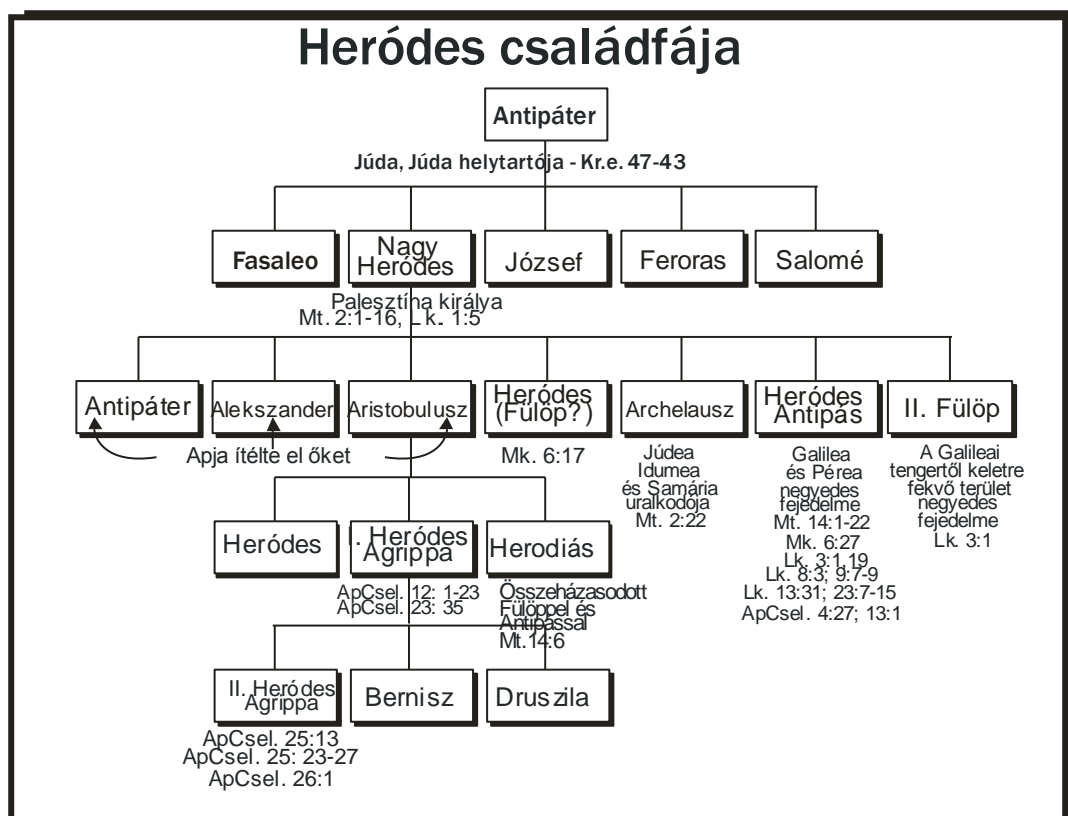 Heródes családfája
Antipáter
Júda, Júda helytartója - Kr.e. 47-43
Fasaleo
Nagy
Heródes
József
Feroras
Salomé
Palesztína királya
Mt. 2:1-16, Lk. 1:5
Antipáter
Alekszander
Aristobulusz
Heródes
(Fülöp?)
Archelausz
Heródes
Antipás
II. Fülöp
Apja ítélte el őket
Mk. 6:17
Júdea
Idumea
és Samária
uralkodója
Mt. 2:22
Galilea
és Pérea
negyedes
fejedelme
Mt. 14:1-22
Mk. 6:27
Lk. 3:1,19
Lk. 8:3; 9:7-9
Lk. 13:31; 23:7-15
ApCsel. 4:27; 13:1
A Galileai
tengertől keletre
fekvő terület
negyedes
fejedelme
Lk. 3:1
Heródes
I. Heródes
Agrippa
Herodiás
ApCsel. 12: 1-23
ApCsel. 23: 35
Összeházasodott
Fülöppel és
Antipással
Mt.14:6
II. Heródes
Agrippa
Bernisz
Druszila
ApCsel. 25:13
ApCsel. 25: 23-27
ApCsel. 26:1